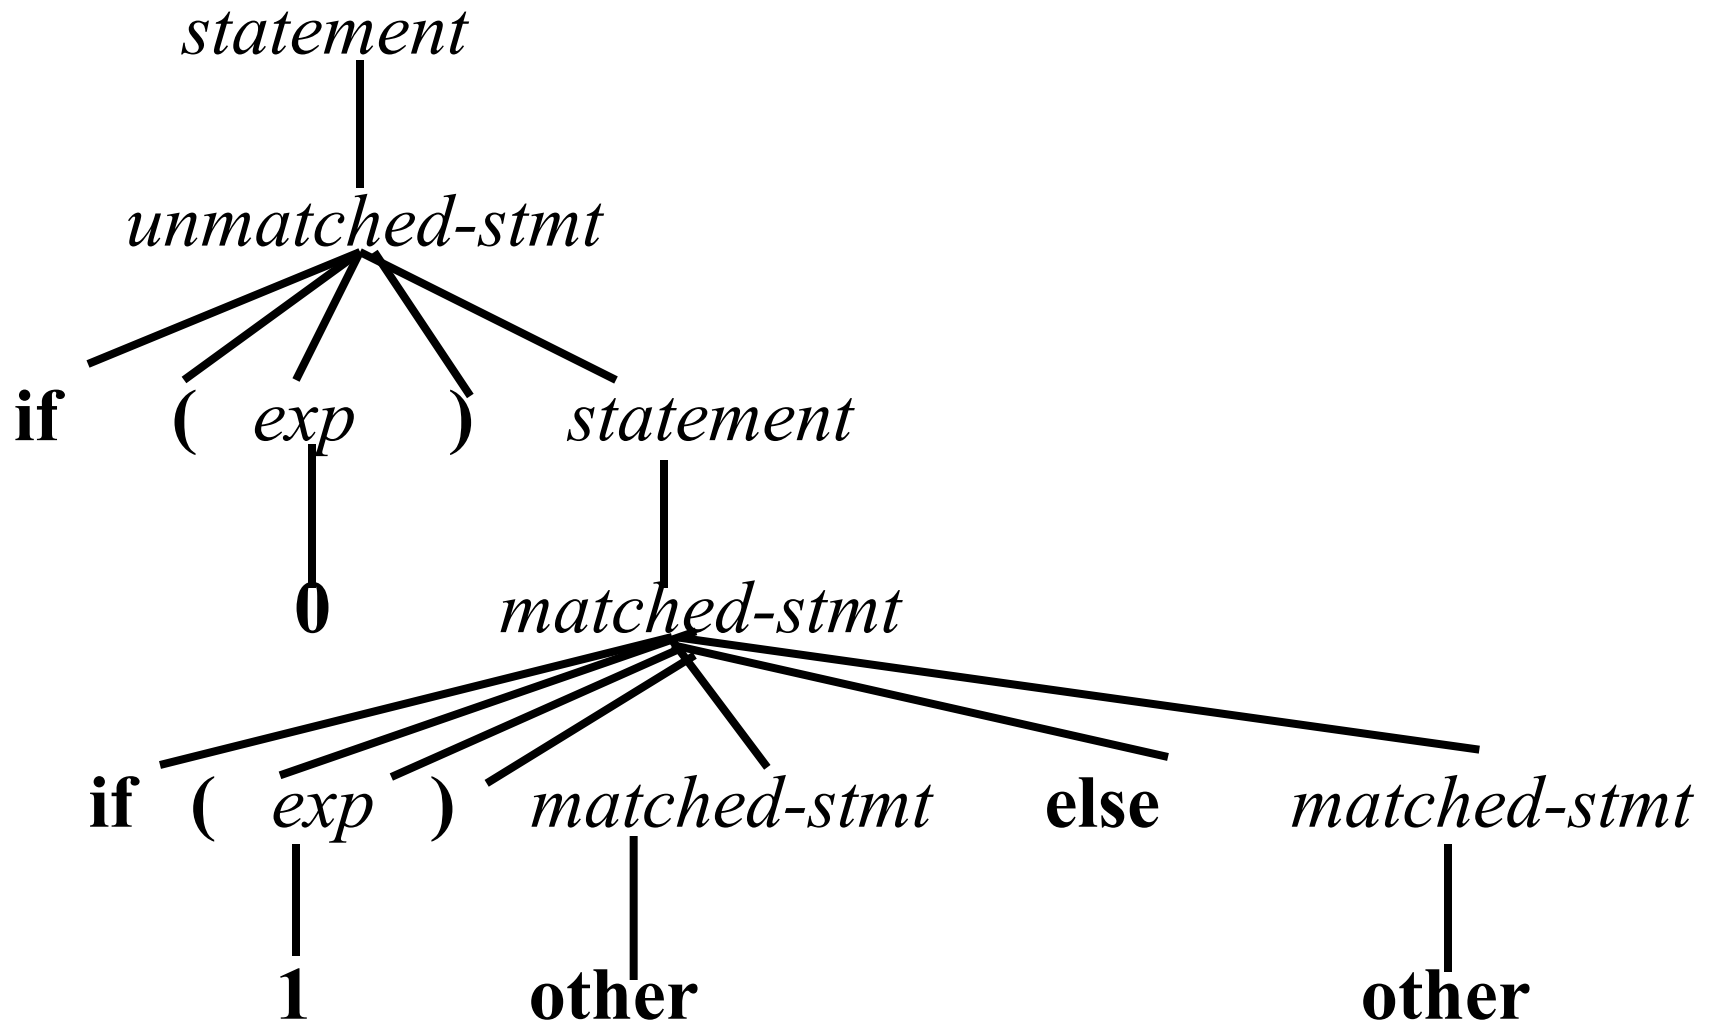 statement
unmatched-stmt
if ( exp ) statement
0 matched-stmt
if ( exp ) matched-stmt else matched-stmt
1 other other